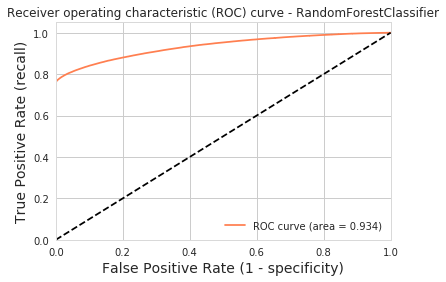 Receiver operating characteristic (ROC) curve - RandomForestClassifier
True Positive Rate (recall)
1.0
0.8
0.6
0.4
0.2
0.0
ROC curve (area = 0.934)
0.0 0.2 0.4 0.6 0.8 1.0
False Positive Rate (1 - specificity)